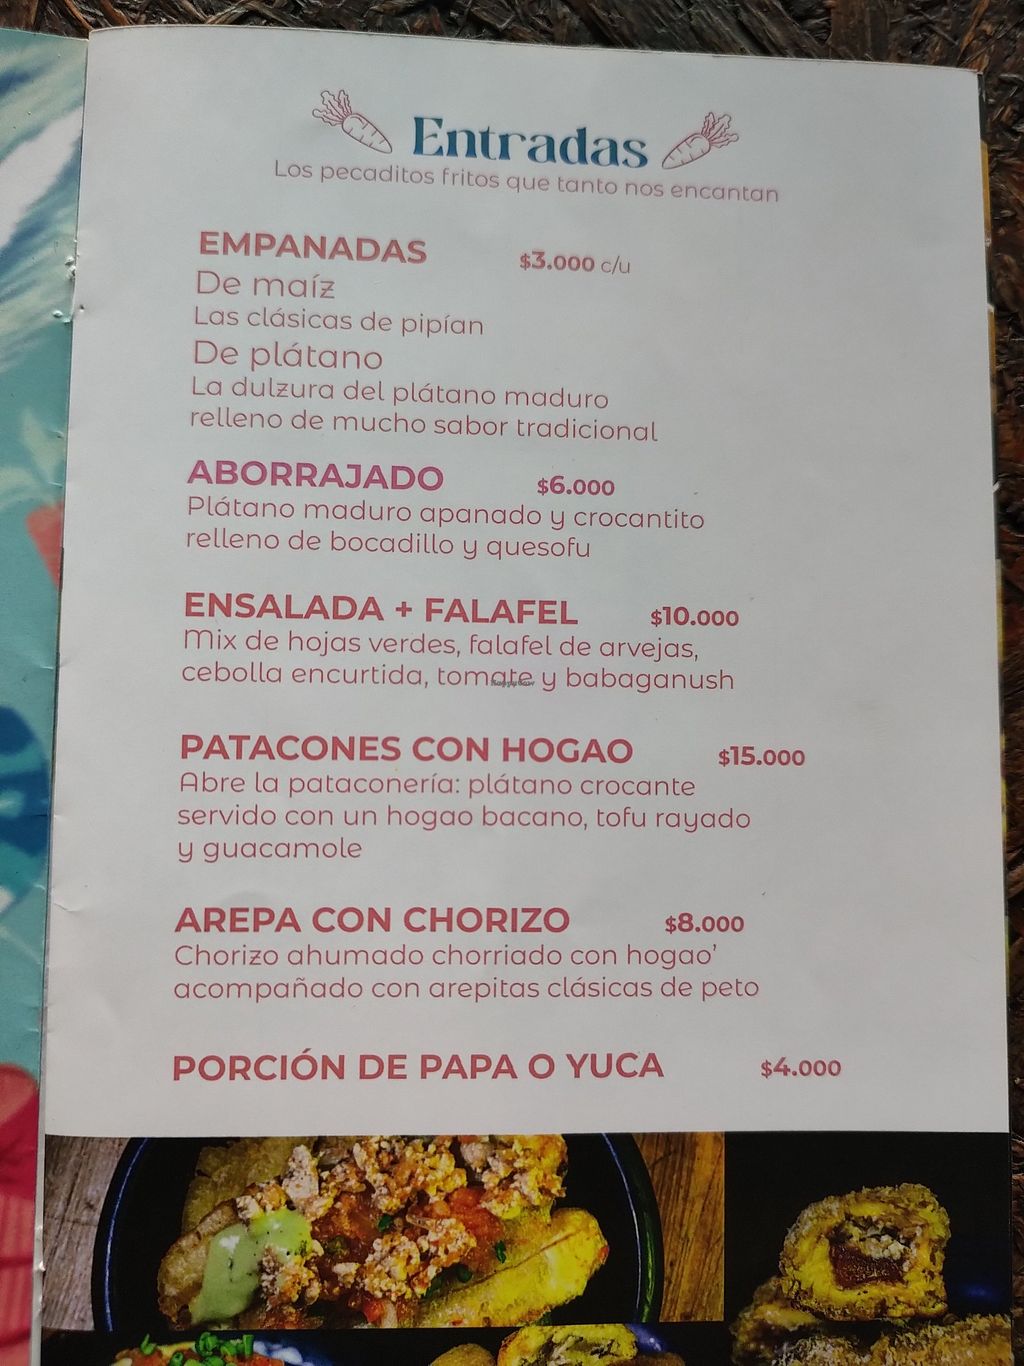 Entradas
Los pecaditos fritos que tanto nos encantan
EMPANADAS $3.000 c/u
De maíz
Las clásicas de pipían
De plátano
La dulzura del plátano maduro
relleno de mucho sabor tradicional
ABORRAJADO $6.000
Plátano maduro apanado y crocantito
relleno de bocadillo y quesofu
ENSALADA + FALAFEL $10.000
Mix de hojas verdes, falafel de arvejas,
cebolla encurtida, tomate y babaganush
HappyCow
PATACONES CON HOGAO $15.000
Abre la pataconería: plátano crocante
servido con un hogao bacano, tofu rayado
y guacamole
AREPA CON CHORIZO $8.000
Chorizo ahumado chorriado con hogao’
acompañado con arepitas clásicas de peto
PORCIÓN DE PAPA O YUCA $4.000